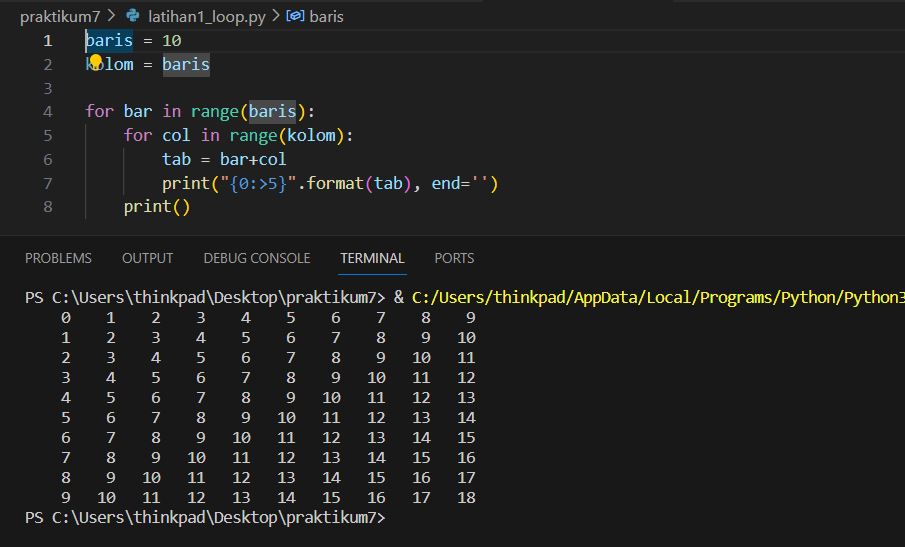 praktikum7 > latihan1_loop.py > baris
1 baris = 10
2 kolom = baris
3
4 for bar in range(baris):
5     for col in range(kolom):
6         tab = bar+col
7         print("{0:>5}".format(tab), end='')
8     print()
PROBLEMS OUTPUT DEBUG CONSOLE TERMINAL PORTS
PS C:\Users\thinkpad\Desktop\praktikum7> & C:/Users/thinkpad/AppData/Local/Programs/Python/Python3
    0    1    2    3    4    5    6    7    8    9
    1    2    3    4    5    6    7    8    9   10
    2    3    4    5    6    7    8    9   10   11
    3    4    5    6    7    8    9   10   11   12
    4    5    6    7    8    9   10   11   12   13
    5    6    7    8    9   10   11   12   13   14
    6    7    8    9   10   11   12   13   14   15
    7    8    9   10   11   12   13   14   15   16
    8    9   10   11   12   13   14   15   16   17
    9   10   11   12   13   14   15   16   17   18
PS C:\Users\thinkpad\Desktop\praktikum7>